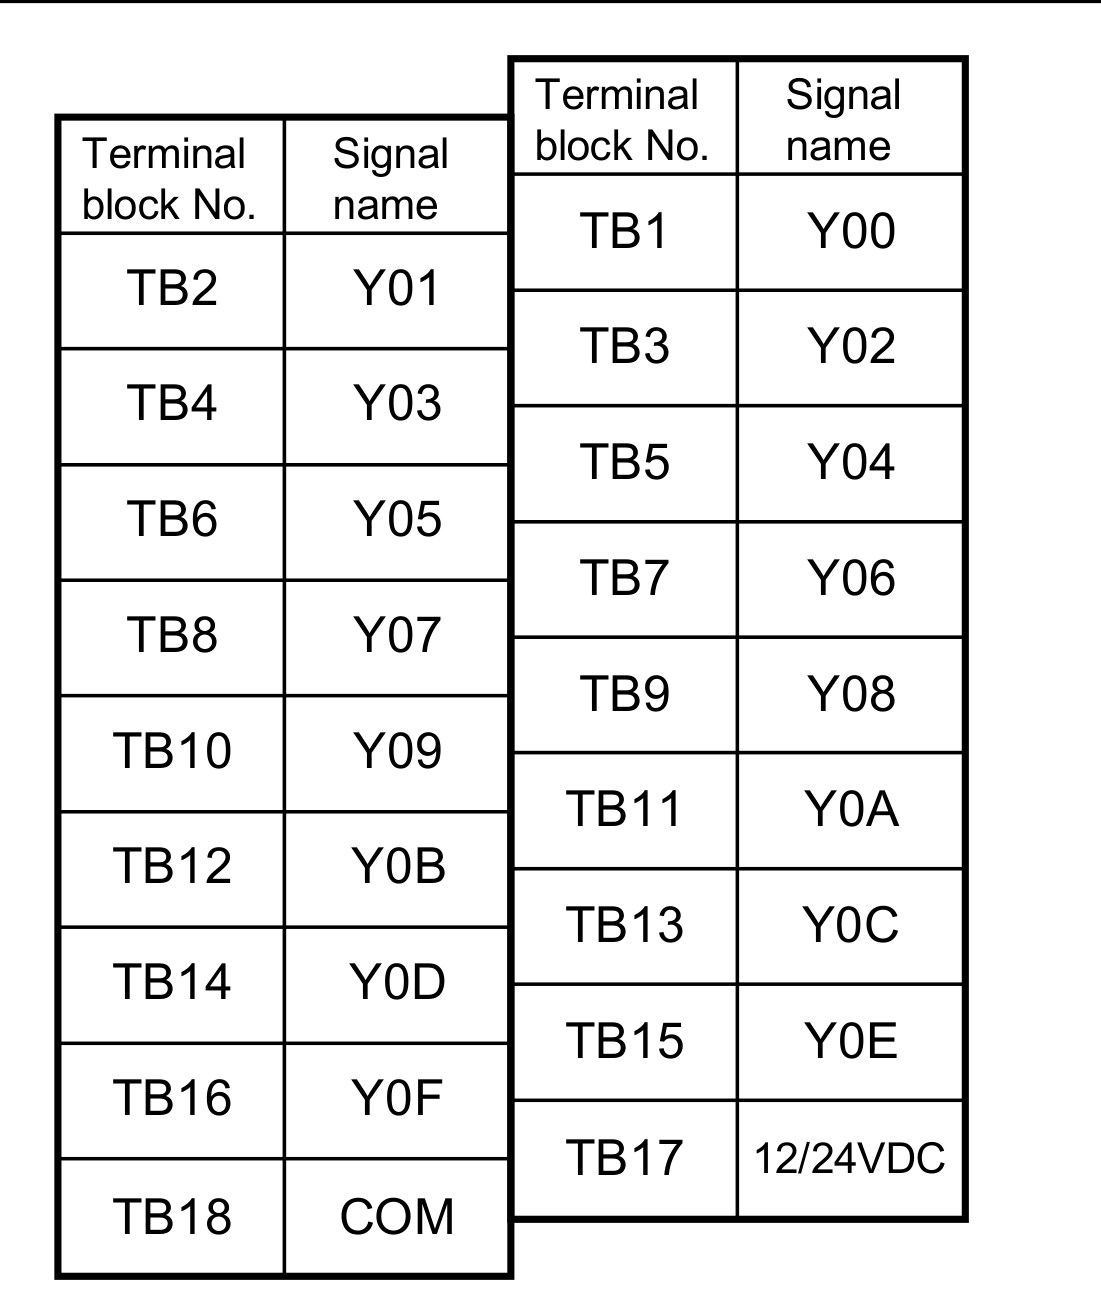 Terminal
block No.
Signal
name
TB2 Y01
TB4 Y03
TB6 Y05
TB8 Y07
TB10 Y09
TB12 Y0B
TB14 Y0D
TB16 Y0F
TB18 COM
Terminal
block No.
Signal
name
TB1 Y00
TB3 Y02
TB5 Y04
TB7 Y06
TB9 Y08
TB11 Y0A
TB13 Y0C
TB15 Y0E
TB17 12/24VDC